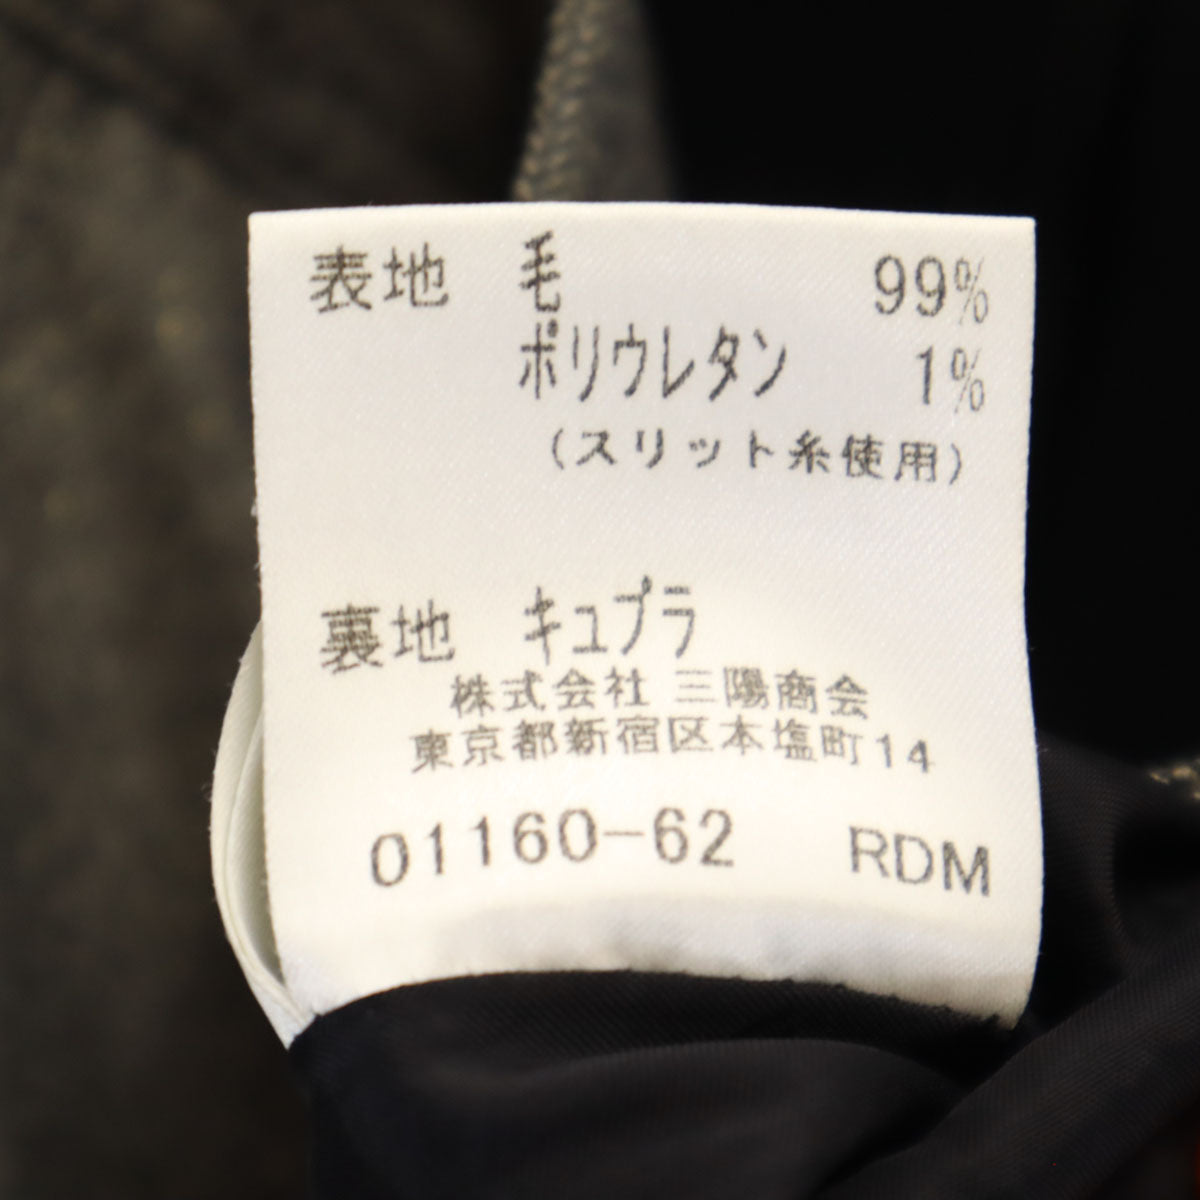 表地 毛 99%
ポリウレタン 1%
(スリット糸使用)
裏地 キュプラ
株式会社 三陽商会
東京都新宿区本塩町14
01160-62 RDM